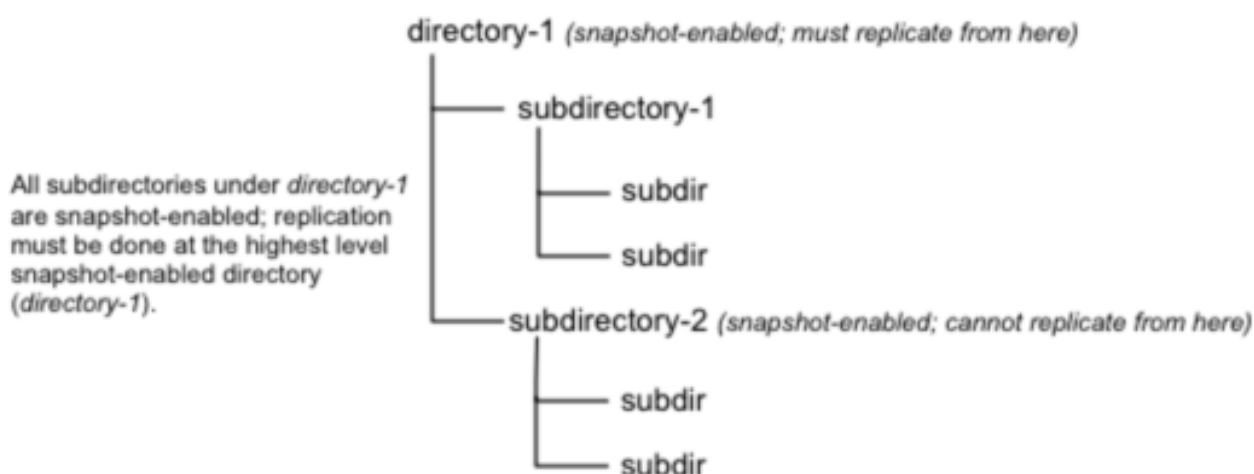 directory-1 (snapshot-enabled; must replicate from here)
subdirectory-1
All subdirectories under directory-1
are snapshot-enabled; replication
must be done at the highest level
snapshot-enabled directory
(directory-1).
subdir
subdir
subdirectory-2 (snapshot-enabled; cannot replicate from here)
subdir
subdir